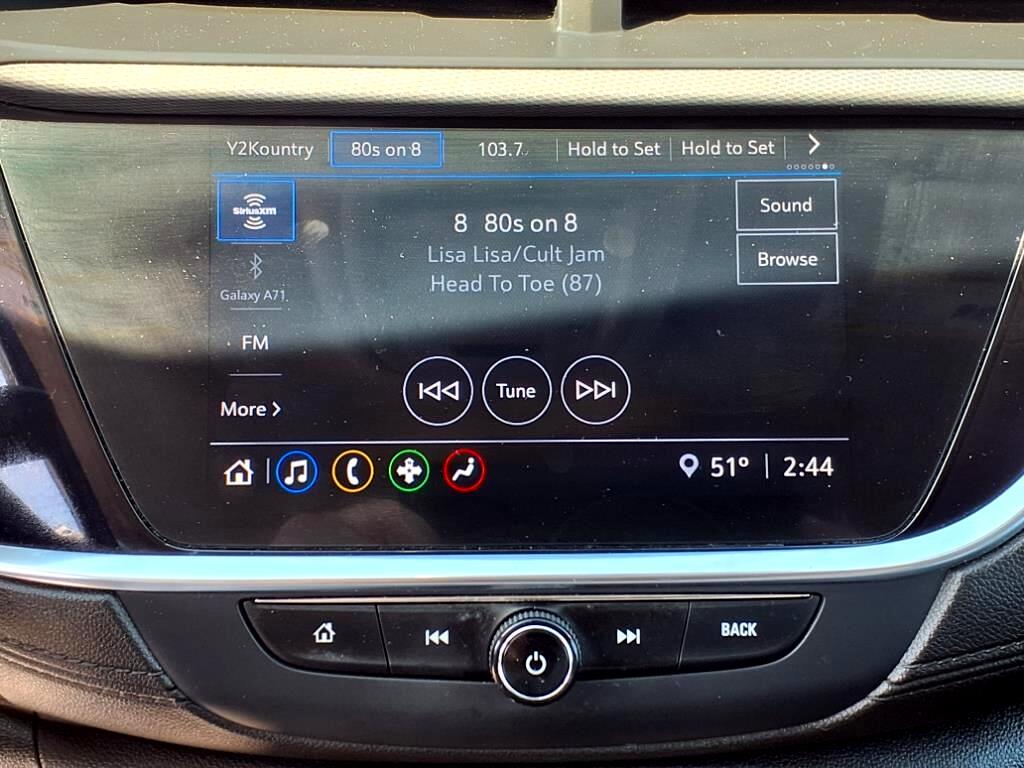 Y2Kountry 80s on 8 103.7 Hold to Set Hold to Set
SiriusXM
8 80s on 8
Sound
Lisa Lisa/Cult Jam
Browse
Head To Toe (87)
Galaxy A71
FM
Tune
More
51° 2:44
BACK